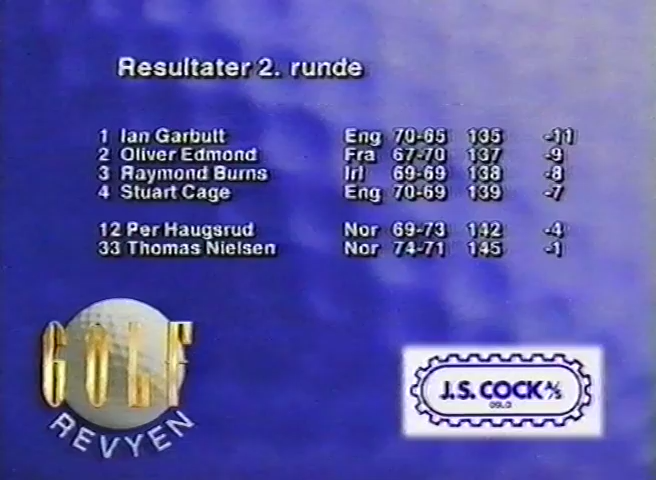 Resultater 2. runde
1 Ian Garbutt Eng 70-65 135 -11
2 Oliver Edmond Fra 67-70 137 -9
3 Raymond Burns Irl 69-69 138 -8
4 Stuart Cage Eng 70-69 139 -7
12 Per Haugsrud Nor 69-73 142 -4
33 Thomas Nielsen Nor 74-71 145 -1
GOLF
REVYEN
J.S. COCK A/S
OSLO